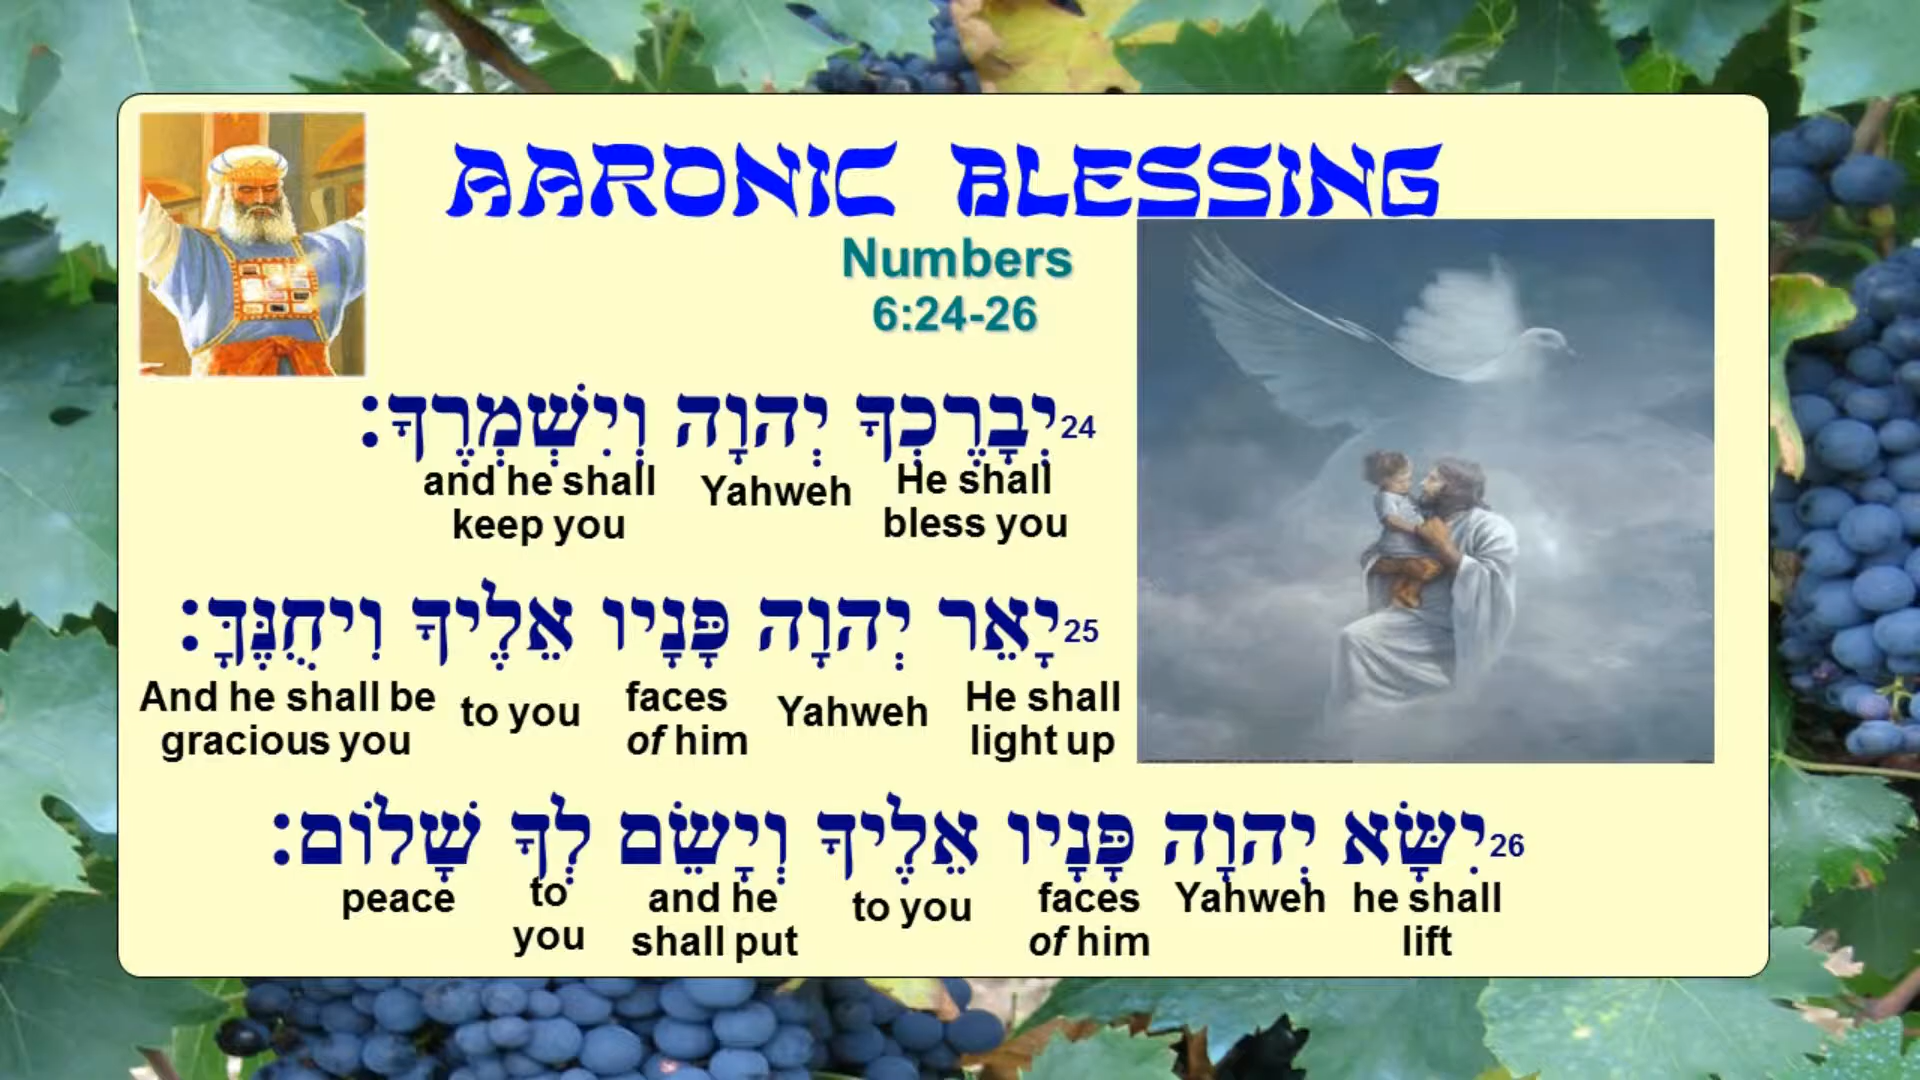 AARONIC BLESSING
Numbers
6:24-26
24יְבָרֶכְךָ יְהוָה וְיִשְׁמְרֶךָ׃
He shall bless you Yahweh and he shall keep you
25יָאֵר יְהוָה פָּנָיו אֵלֶיךָ וִיחֻנֶּךָּ׃
He shall light up Yahweh faces of him to you And he shall be gracious you
26יִשָּׂא יְהוָה פָּנָיו אֵלֶיךָ וְיָשֵׂם לְךָ שָׁלוֹם׃
he shall lift Yahweh faces of him to you and he shall put to you peace